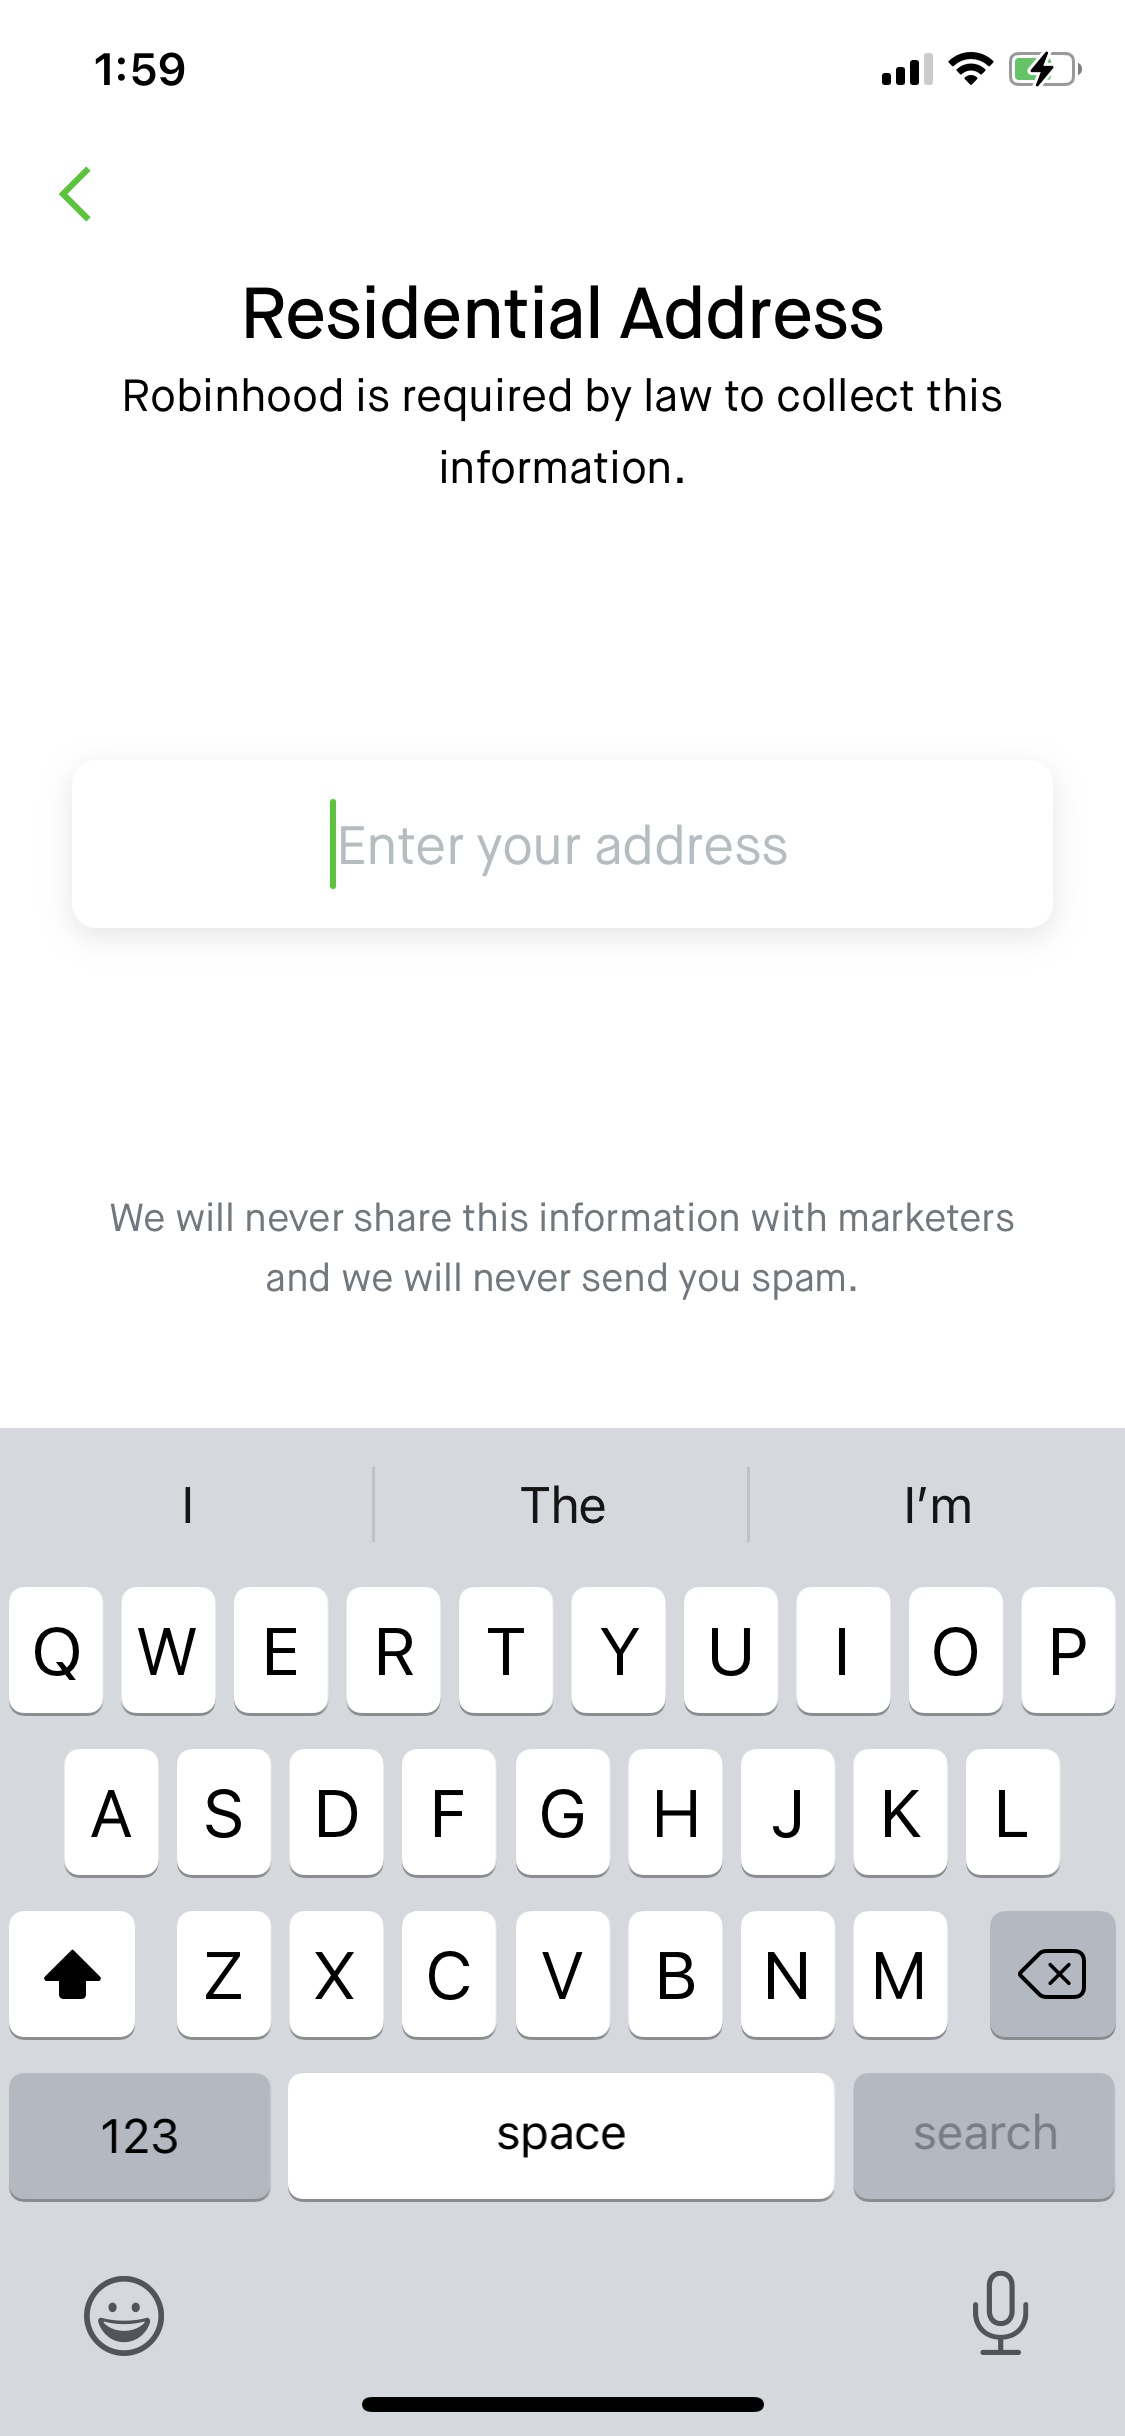 1:59
Residential Address
Robinhood is required by law to collect this
information.
Enter your address
We will never share this information with marketers
and we will never send you spam.
I The I’m
Q W E R T Y U I O P
A S D F G H J K L
Z X C V B N M
123 space search